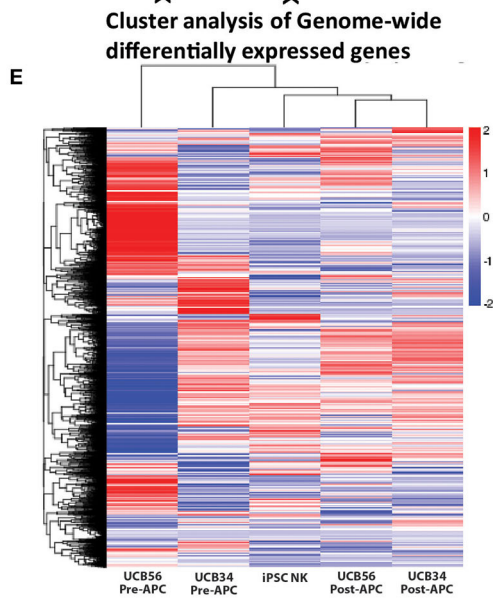 Cluster analysis of Genome-wide
differentially expressed genes
E
2
1
0
-1
-2
UCB56 UCB34 iPSC NK UCB56 UCB34
Pre-APC Pre-APC Post-APC Post-APC